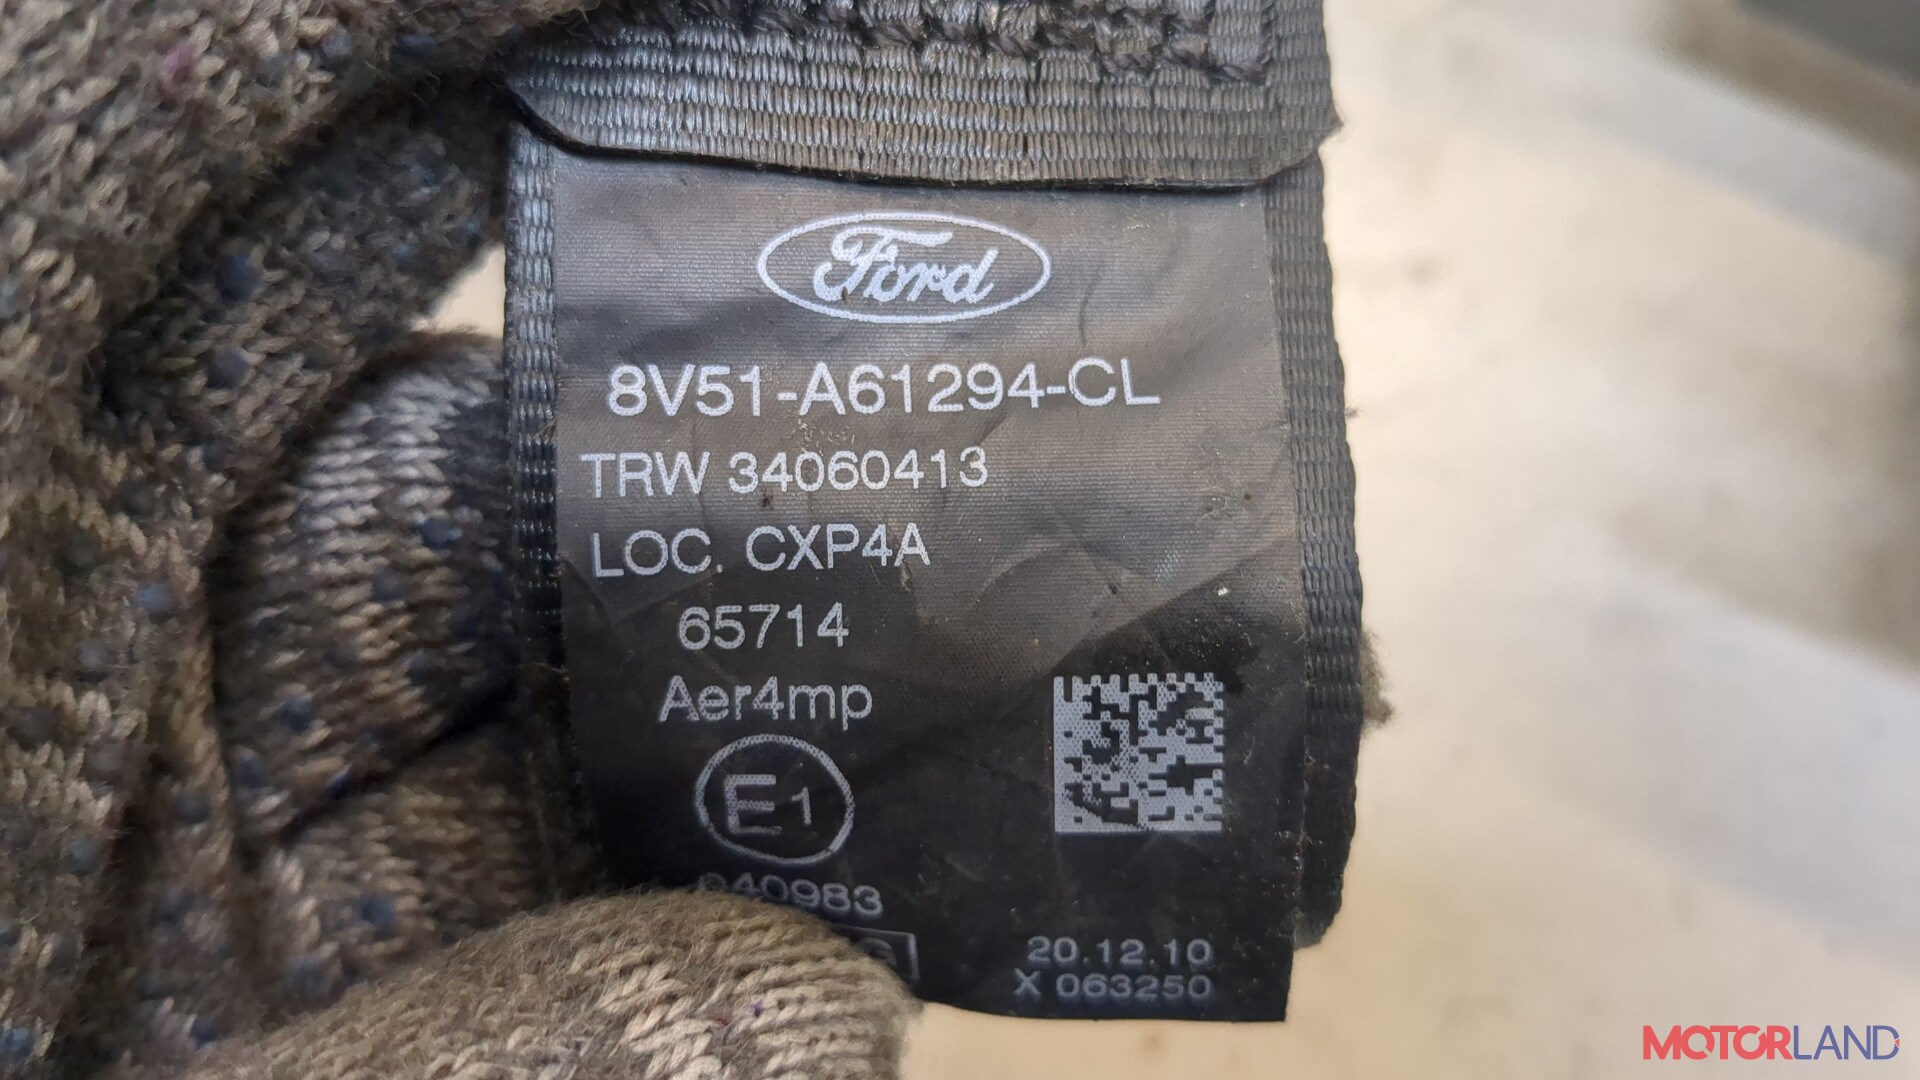 Ford
8V51-A61294-CL
TRW 34060413
LOC. CXP4A
65714
Aer4mp
E1
040983
20.12.10
X 063250
MOTORLAND